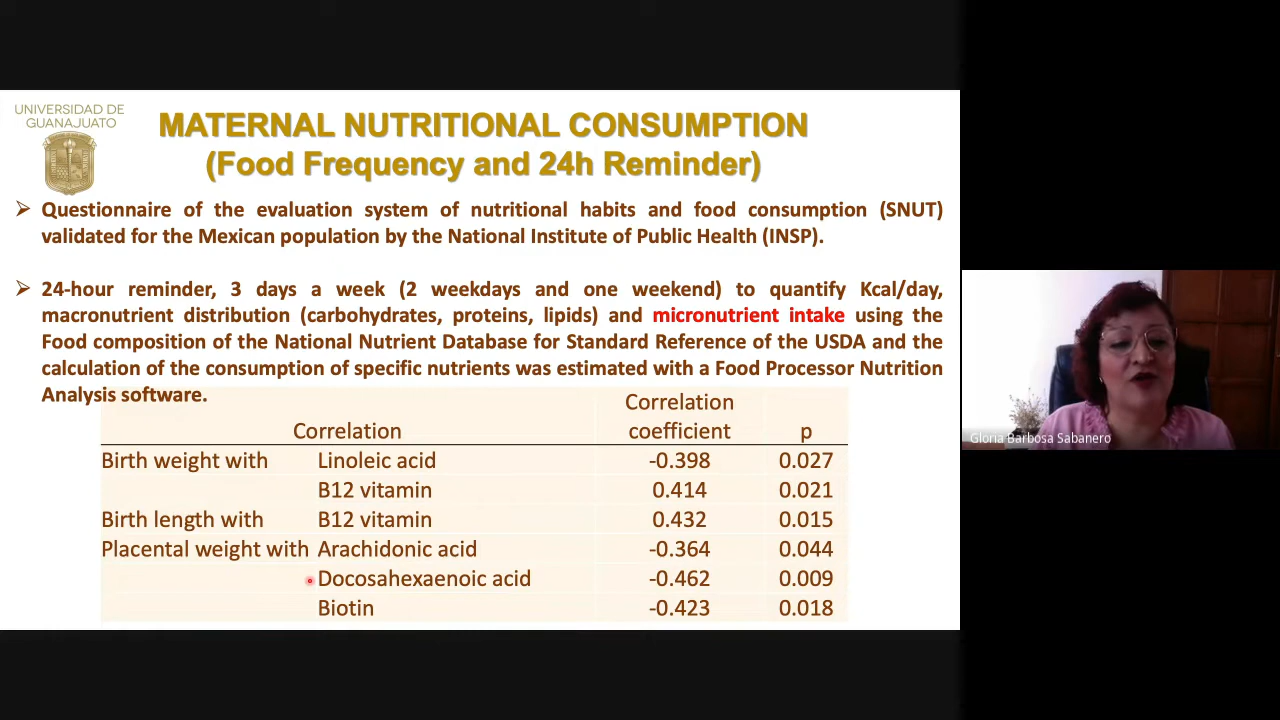 UNIVERSIDAD DE
GUANAJUATO
MATERNAL NUTRITIONAL CONSUMPTION
(Food Frequency and 24h Reminder)
➢ Questionnaire of the evaluation system of nutritional habits and food consumption (SNUT)
validated for the Mexican population by the National Institute of Public Health (INSP).
➢ 24-hour reminder, 3 days a week (2 weekdays and one weekend) to quantify Kcal/day,
macronutrient distribution (carbohydrates, proteins, lipids) and micronutrient intake using the
Food composition of the National Nutrient Database for Standard Reference of the USDA and the
calculation of the consumption of specific nutrients was estimated with a Food Processor Nutrition
Analysis software.
Correlation
Correlation coefficient p
Birth weight with Linoleic acid -0.398 0.027
B12 vitamin 0.414 0.021
Birth length with B12 vitamin 0.432 0.015
Placental weight with Arachidonic acid -0.364 0.044
Docosahexaenoic acid -0.462 0.009
Biotin -0.423 0.018
Gloria Barbosa Sabanero